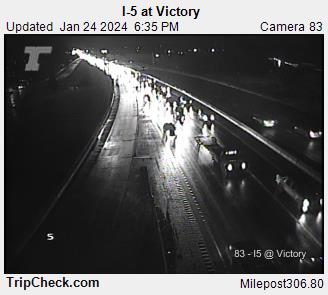 I-5 at Victory
Updated Jan 24 2024 6:35 PM Camera 83
T
S
83 - I5 @ Victory
TripCheck.com Milepost306.80